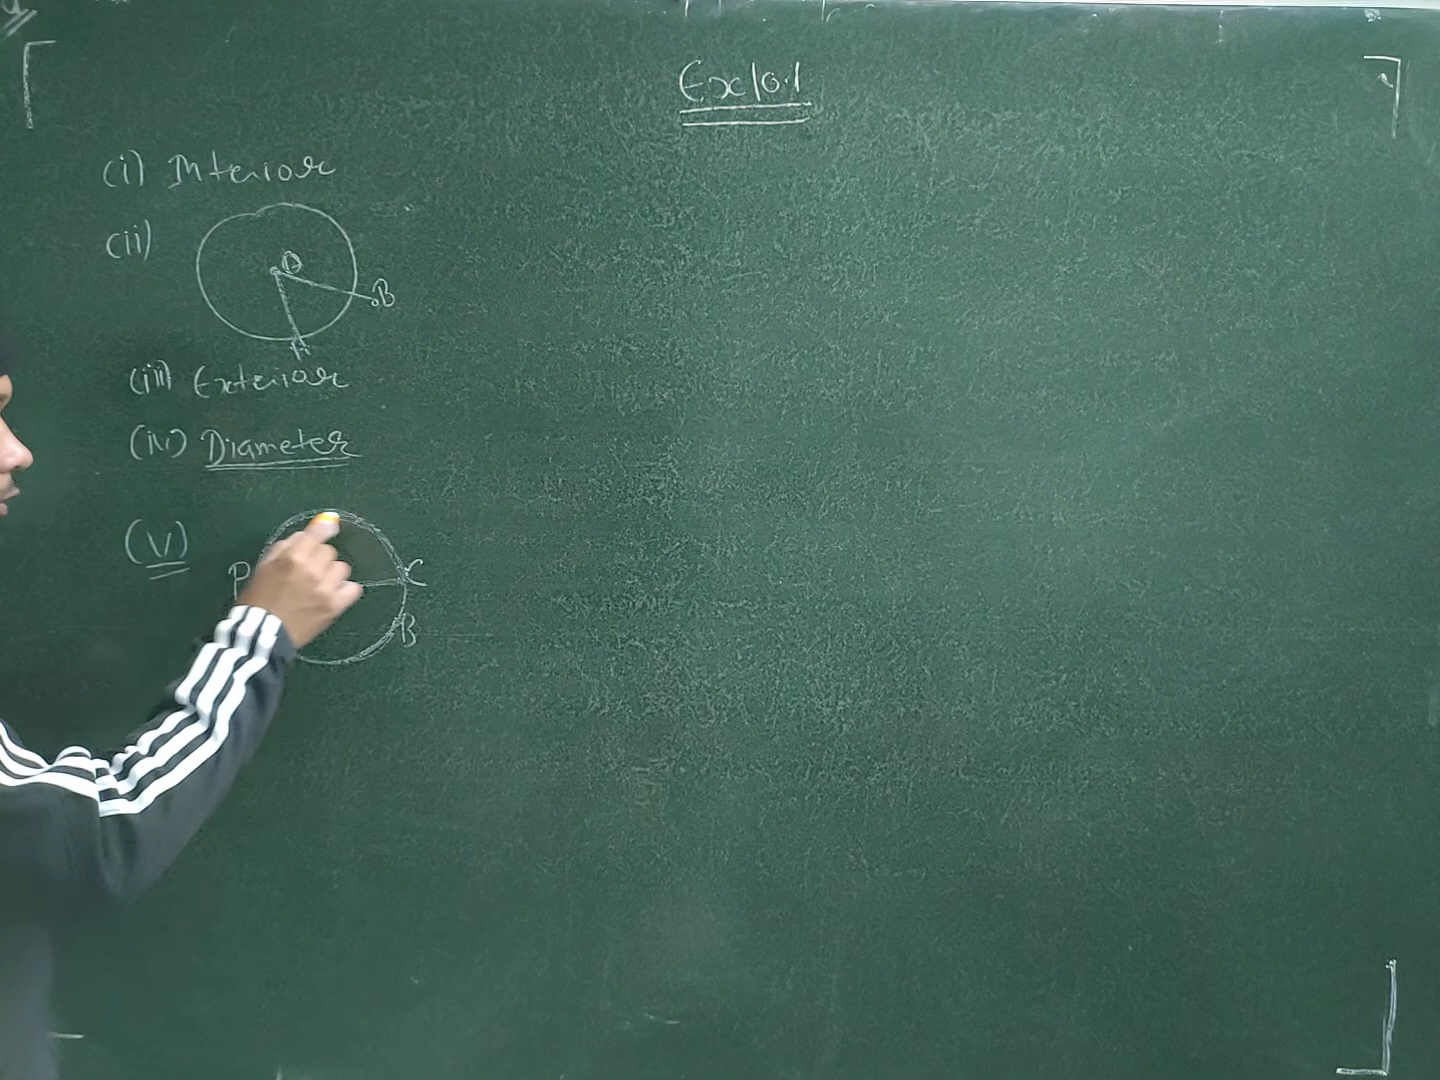 Ex/10.1
(i) Interior
(ii)
O
B
A
(iii) Exterior
(iv) Diameter
(v)
P
C
B